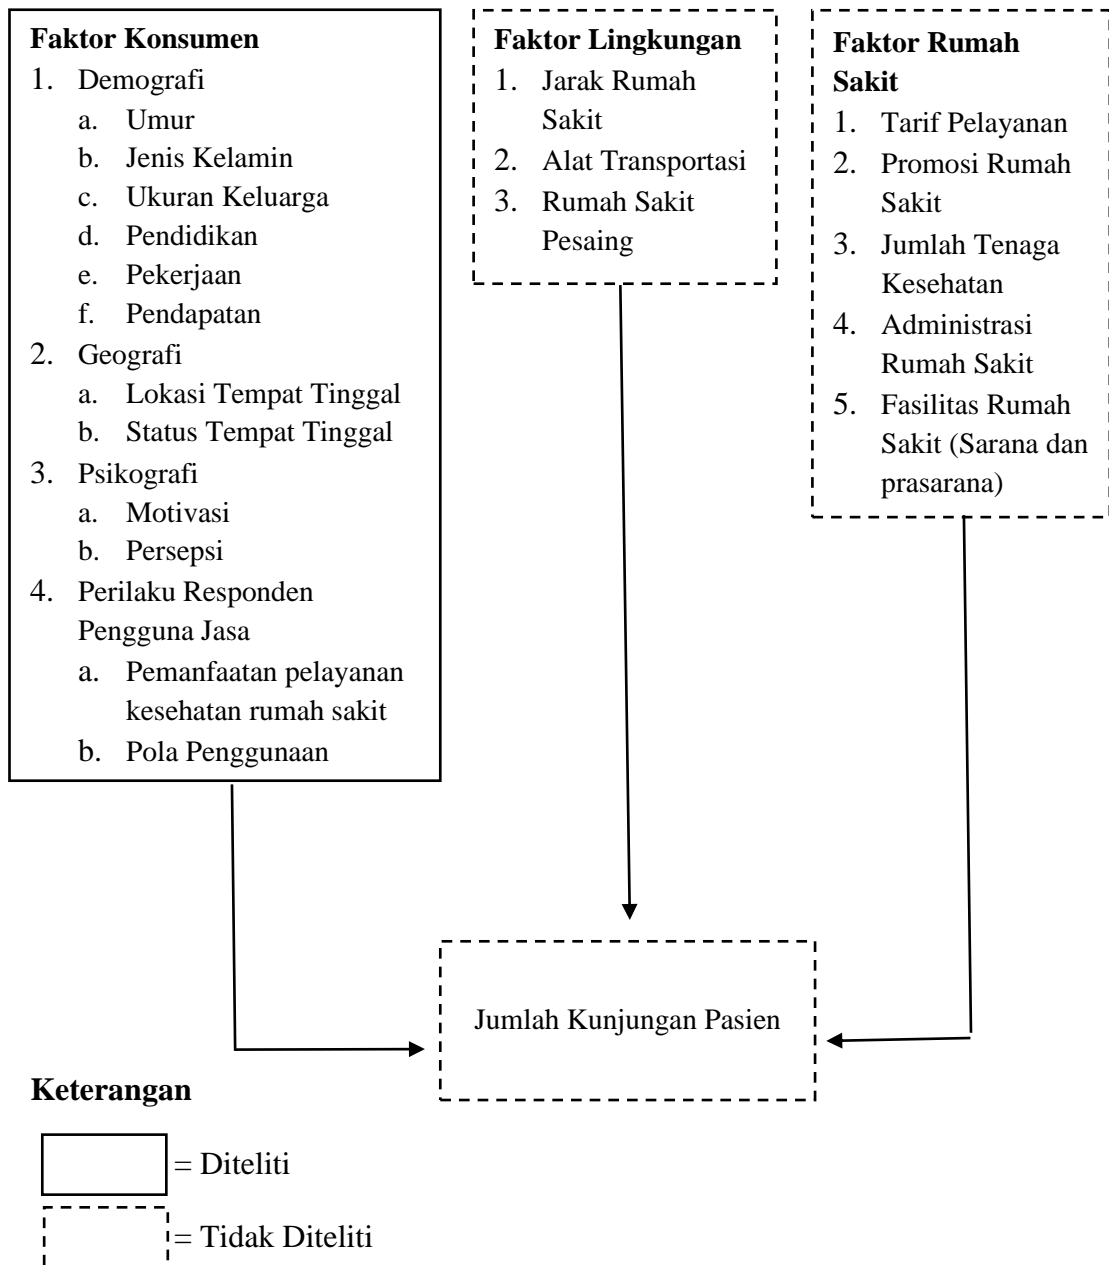 Faktor Konsumen
1. Demografi
a. Umur
b. Jenis Kelamin
c. Ukuran Keluarga
d. Pendidikan
e. Pekerjaan
f. Pendapatan
2. Geografi
a. Lokasi Tempat Tinggal
b. Status Tempat Tinggal
3. Psikografi
a. Motivasi
b. Persepsi
4. Perilaku Responden
Pengguna Jasa
a. Pemanfaatan pelayanan
kesehatan rumah sakit
b. Pola Penggunaan
Faktor Lingkungan
1. Jarak Rumah
Sakit
2. Alat Transportasi
3. Rumah Sakit
Pesaing
Faktor Rumah
Sakit
1. Tarif Pelayanan
2. Promosi Rumah
Sakit
3. Jumlah Tenaga
Kesehatan
4. Administrasi
Rumah Sakit
5. Fasilitas Rumah
Sakit (Sarana dan
prasarana)
Jumlah Kunjungan Pasien
Keterangan
= Diteliti
= Tidak Diteliti